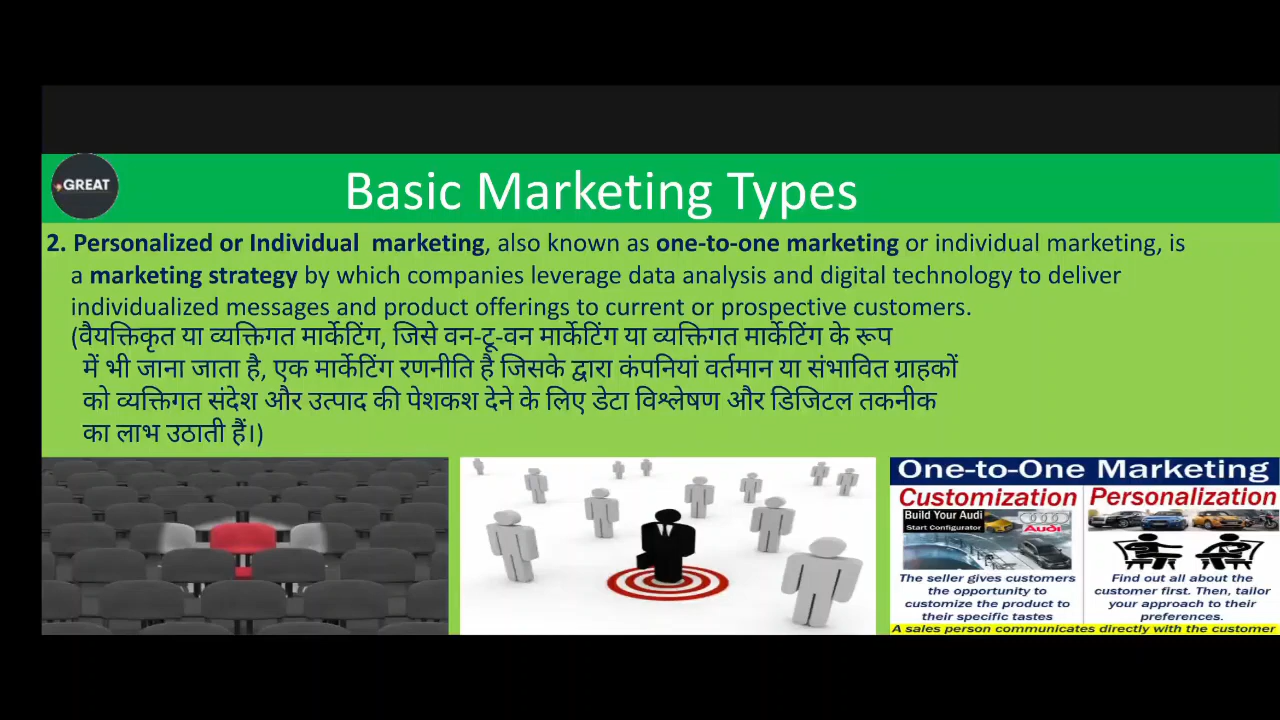 GREAT
Basic Marketing Types
2. Personalized or Individual marketing, also known as one-to-one marketing or individual marketing, is
a marketing strategy by which companies leverage data analysis and digital technology to deliver
individualized messages and product offerings to current or prospective customers.
(वैयक्तिकृत या व्यक्तिगत मार्केटिंग, जिसे वन-टू-वन मार्केटिंग या व्यक्तिगत मार्केटिंग के रूप
में भी जाना जाता है, एक मार्केटिंग रणनीति है जिसके द्वारा कंपनियां वर्तमान या संभावित ग्राहकों
को व्यक्तिगत संदेश और उत्पाद की पेशकश देने के लिए डेटा विश्लेषण और डिजिटल तकनीक
का लाभ उठाती हैं।)
One-to-One Marketing
Customization
Build Your Audi
Start Configurator
Audi
The seller gives customers
the opportunity to
customize the product to
their specific tastes
Personalization
Find out all about the
customer first. Then, tailor
your approach to their
preferences.
A sales person communicates directly with the customer